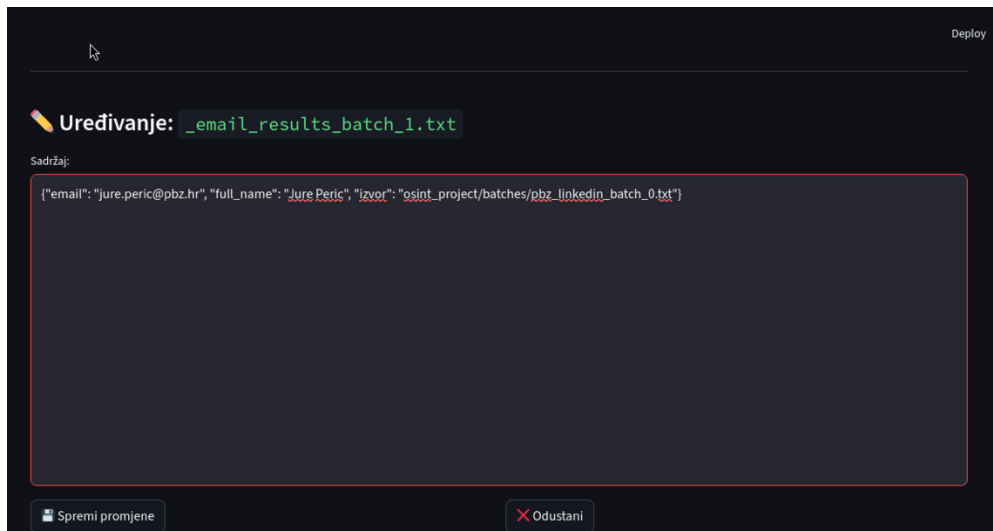 Deploy
Uređivanje: _email_results_batch_1.txt
Sadržaj:
{"email": "jure.peric@pbz.hr", "full_name": "Jure Peric", "izvor": "osint_project/batches/pbz_linkedin_batch_0.txt"}
Spremi promjene
Odustani